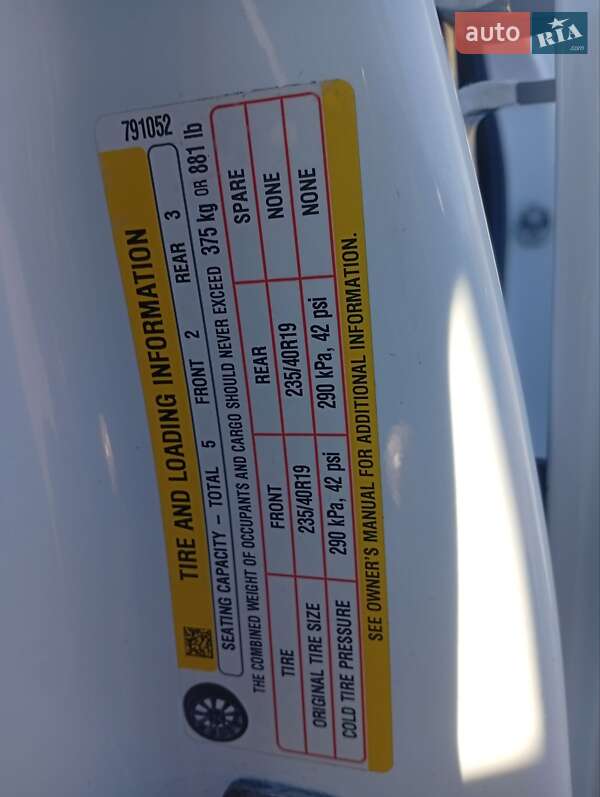 auto RIA.com
791052
TIRE AND LOADING INFORMATION
SEATING CAPACITY – TOTAL 5 FRONT 2 REAR 3
THE COMBINED WEIGHT OF OCCUPANTS AND CARGO SHOULD NEVER EXCEED 375 kg OR 881 lb
TIRE FRONT REAR SPARE
ORIGINAL TIRE SIZE 235/40R19 235/40R19 NONE
COLD TIRE PRESSURE 290 kPa, 42 psi 290 kPa, 42 psi NONE
SEE OWNER'S MANUAL FOR ADDITIONAL INFORMATION.